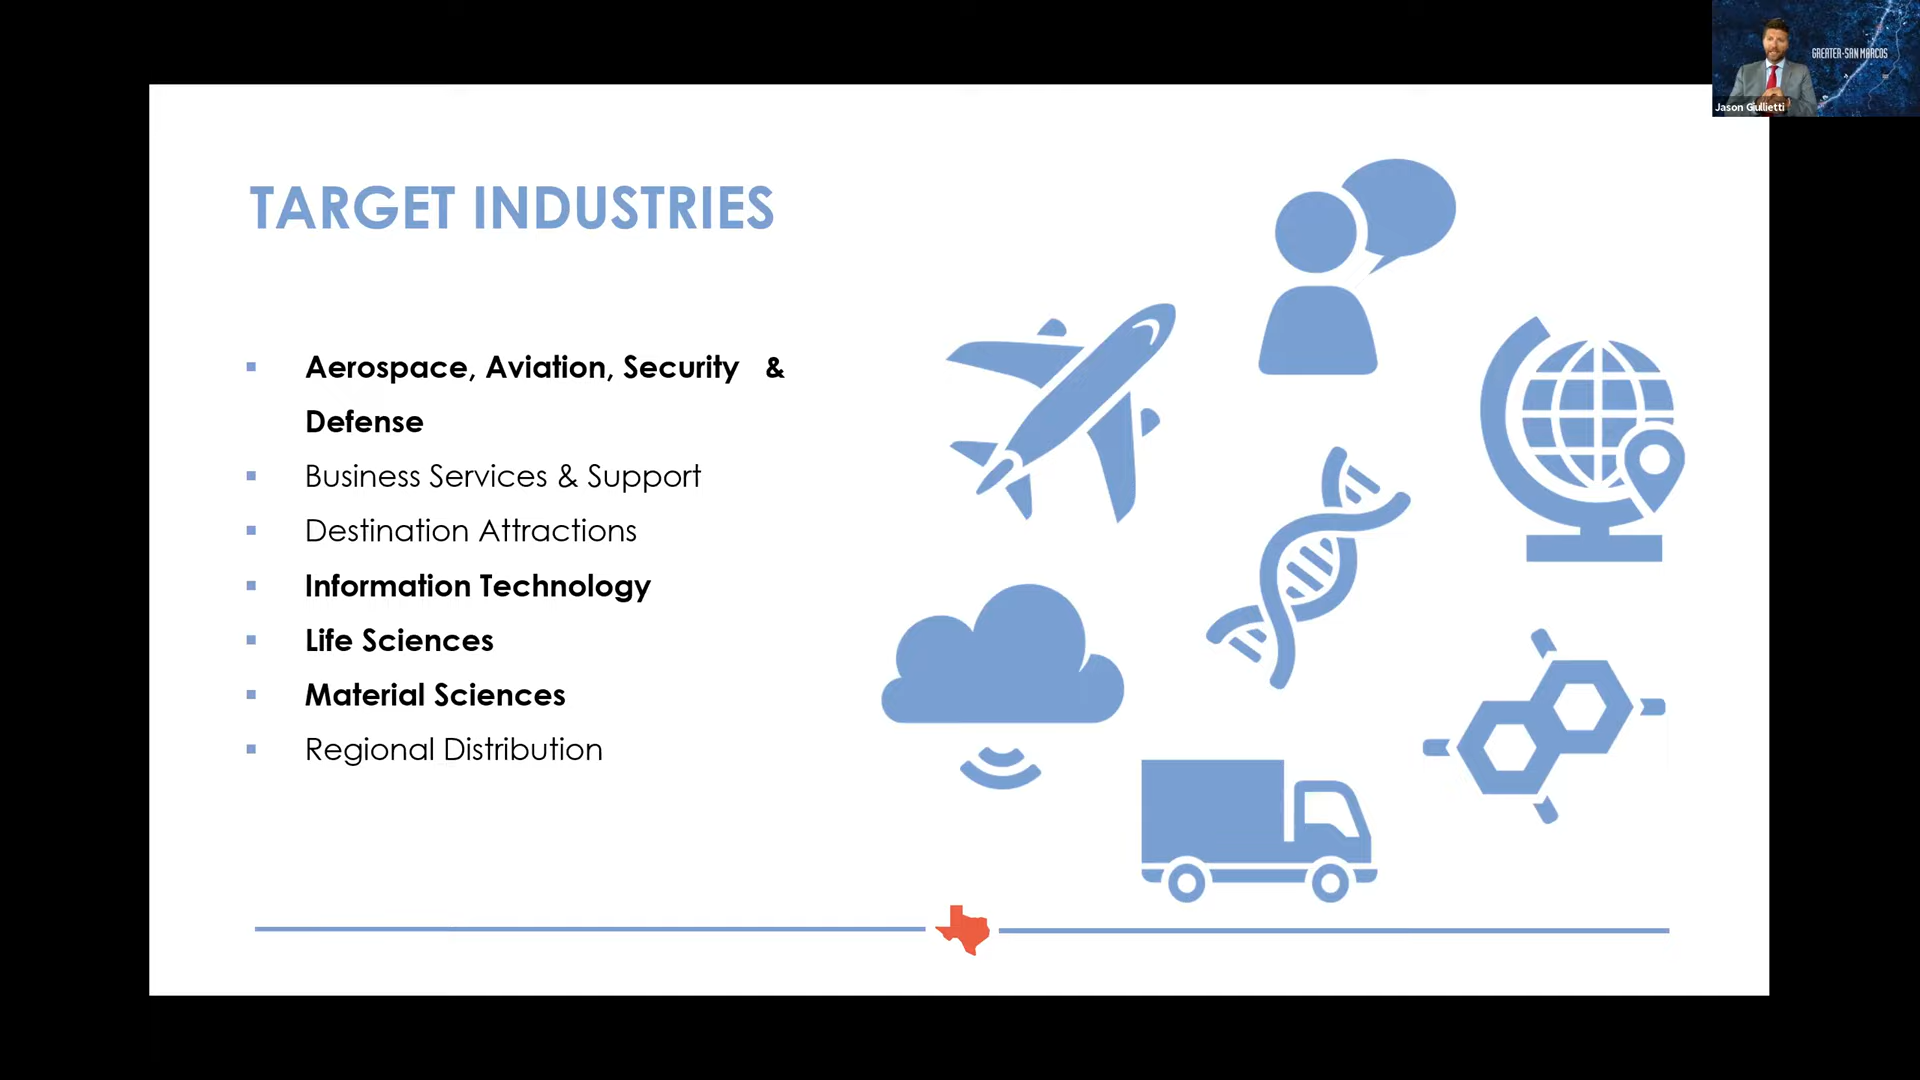 GREATER-SAN MARCOS
Jason Giullietti
TARGET INDUSTRIES
Aerospace, Aviation, Security &
Defense
Business Services & Support
Destination Attractions
Information Technology
Life Sciences
Material Sciences
Regional Distribution